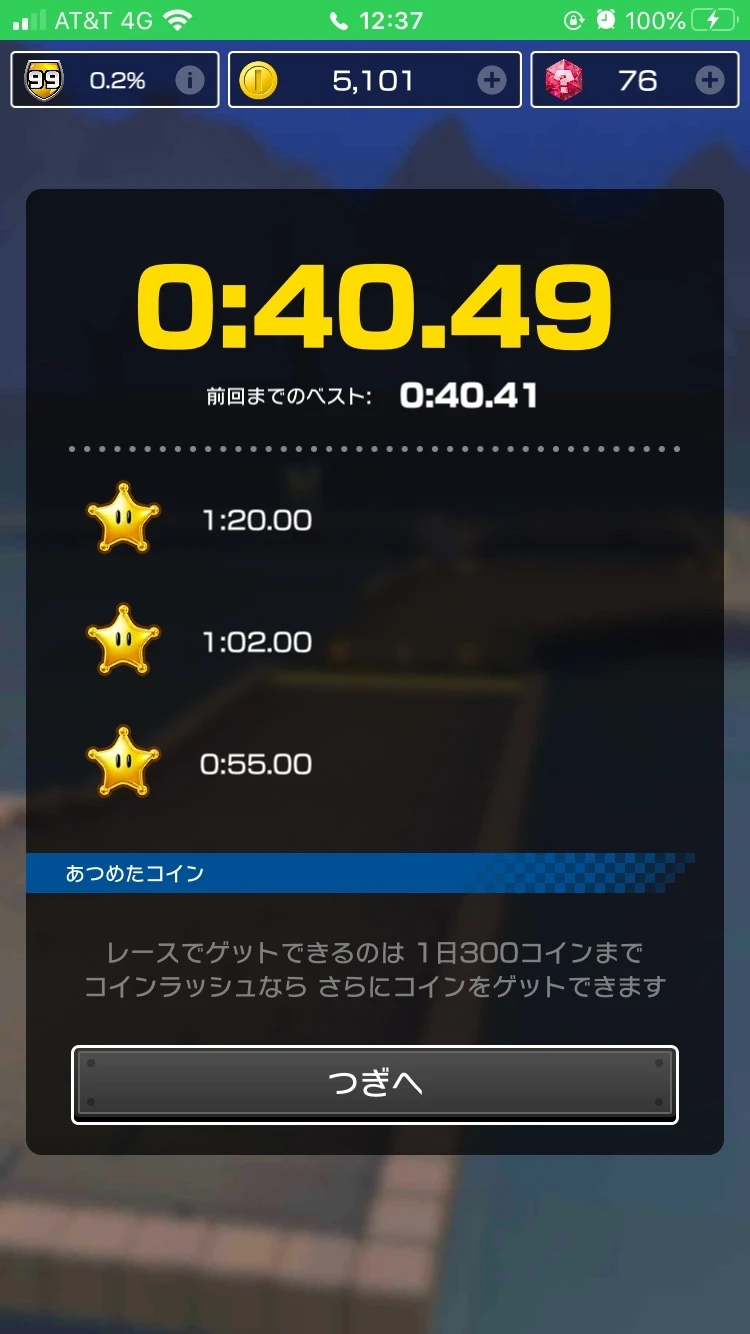 AT&T 4G 12:37 100%
99 0.2% i 5,101 + ? 76 +
0:40.49
前回までのベスト: 0:40.41
1:20.00
1:02.00
0:55.00
あつめたコイン
レースでゲットできるのは 1日300コインまで
コインラッシュなら さらにコインをゲットできます
つぎへ